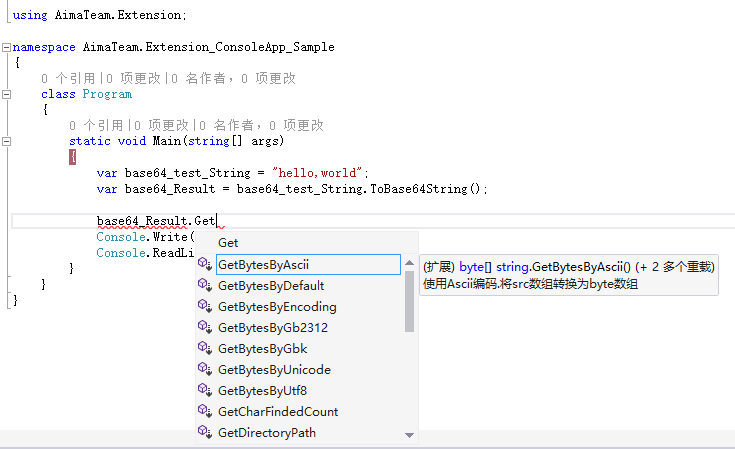 using AimaTeam.Extension;
namespace AimaTeam.Extension_ConsoleApp_Sample
{
0 个引用|0 项更改|0 名作者，0 项更改
class Program
{
0 个引用|0 项更改|0 名作者，0 项更改
static void Main(string[] args)
{
var base64_test_String = "hello,world";
var base64_Result = base64_test_String.ToBase64String();
base64_Result.Get
Console.Write(
Console.ReadLi
}
}
}
Get
GetBytesByAscii
GetBytesByDefault
GetBytesByEncoding
GetBytesByGb2312
GetBytesByGbk
GetBytesByUnicode
GetBytesByUtf8
GetCharFindedCount
GetDirectoryPath
(扩展) byte[] string.GetBytesByAscii() (+ 2 多个重载)
使用Ascii编码.将src数组转换为byte数组